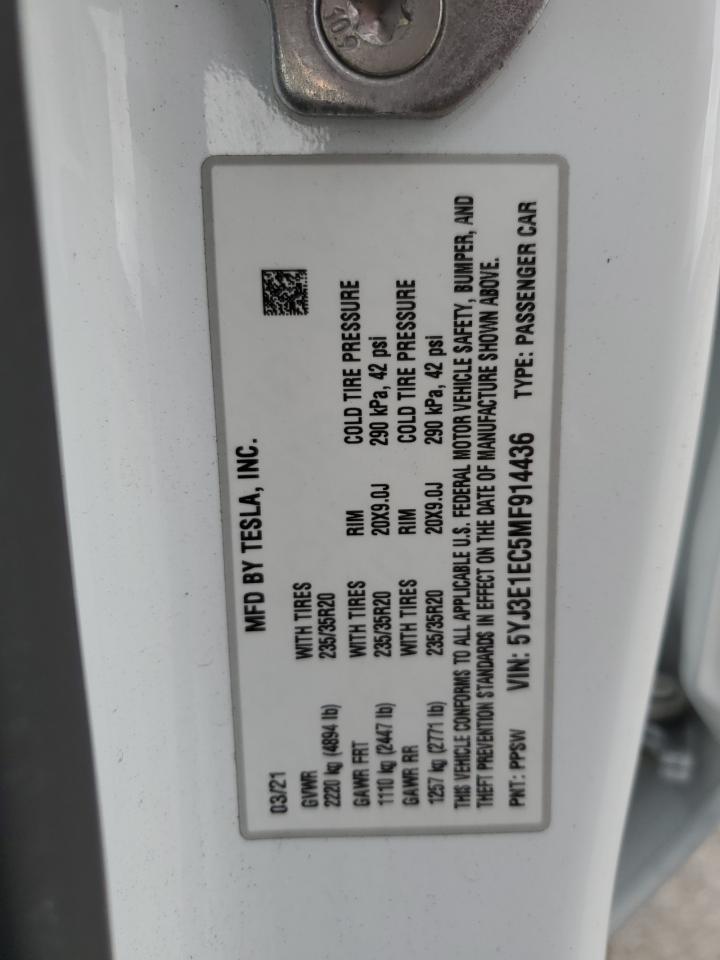 10.9
MFD BY TESLA, INC.
03/21
GVWR WITH TIRES
2220 kg (4894 lb) 235/35R20
GAWR FRT WITH TIRES RIM COLD TIRE PRESSURE
1110 kg (2447 lb) 235/35R20 20X9.0J 290 kPa, 42 psi
GAWR RR WITH TIRES RIM COLD TIRE PRESSURE
1257 kg (2771 lb) 235/35R20 20X9.0J 290 kPa, 42 psi
THIS VEHICLE CONFORMS TO ALL APPLICABLE U.S. FEDERAL MOTOR VEHICLE SAFETY, BUMPER, AND
THEFT PREVENTION STANDARDS IN EFFECT ON THE DATE OF MANUFACTURE SHOWN ABOVE.
PNT: PPSW VIN: 5YJ3E1EC5MF914436 TYPE: PASSENGER CAR